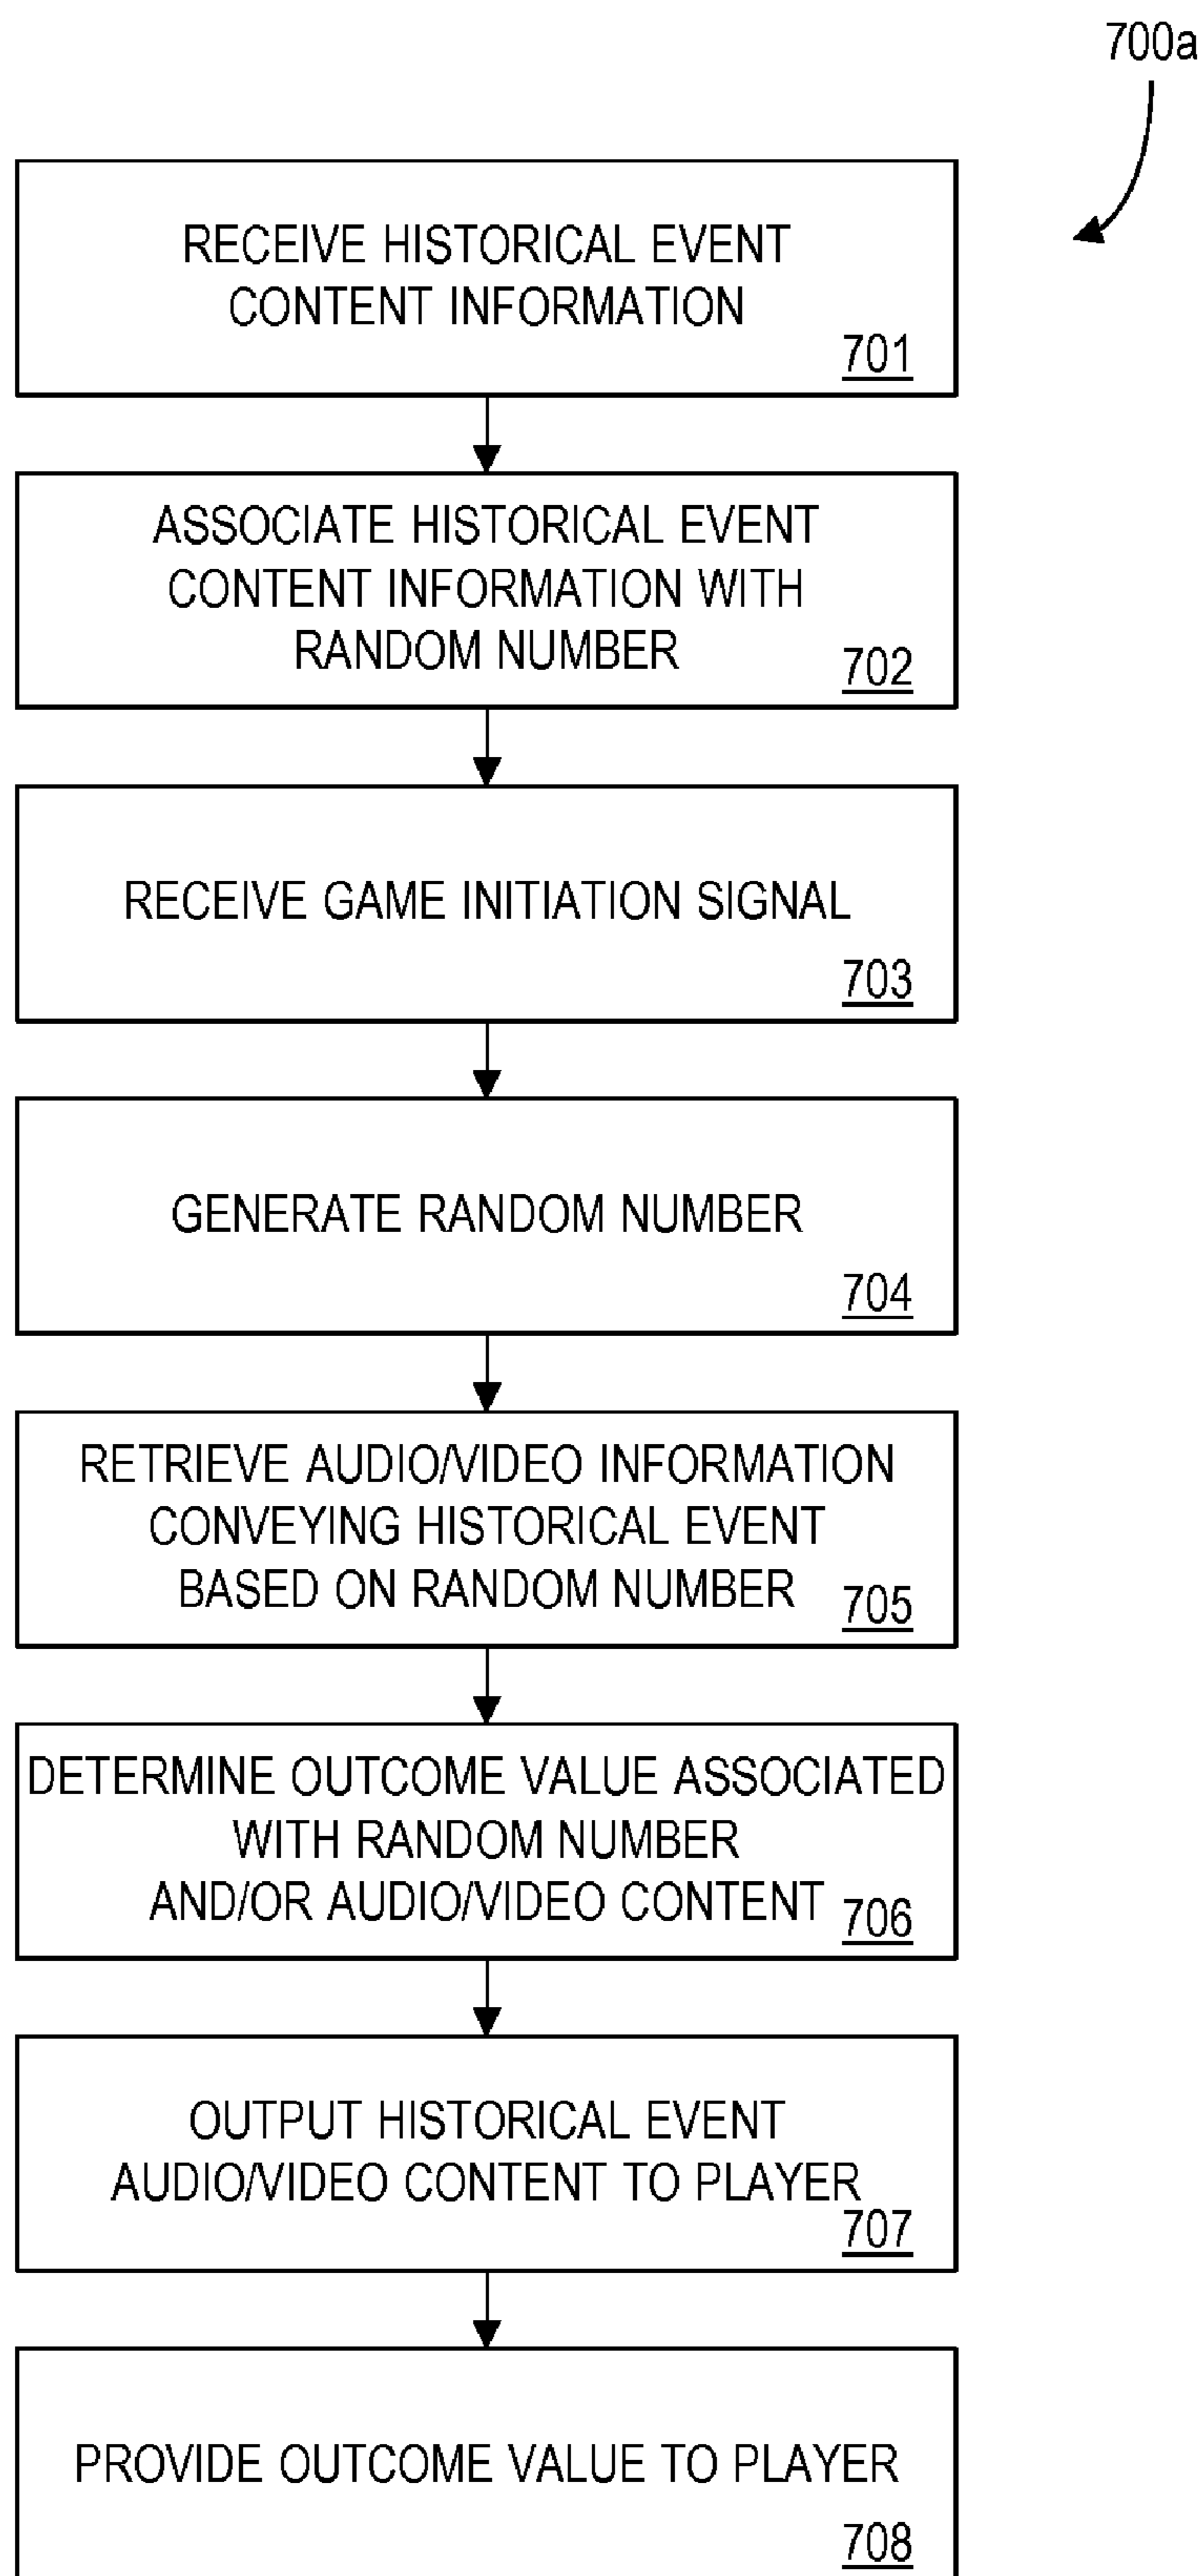 700a
RECEIVE HISTORICAL EVENT
CONTENT INFORMATION
701
ASSOCIATE HISTORICAL EVENT
CONTENT INFORMATION WITH
RANDOM NUMBER
702
RECEIVE GAME INITIATION SIGNAL
703
GENERATE RANDOM NUMBER
704
RETRIEVE AUDIO/VIDEO INFORMATION
CONVEYING HISTORICAL EVENT
BASED ON RANDOM NUMBER
705
DETERMINE OUTCOME VALUE ASSOCIATED
WITH RANDOM NUMBER
AND/OR AUDIO/VIDEO CONTENT
706
OUTPUT HISTORICAL EVENT
AUDIO/VIDEO CONTENT TO PLAYER
707
PROVIDE OUTCOME VALUE TO PLAYER
708